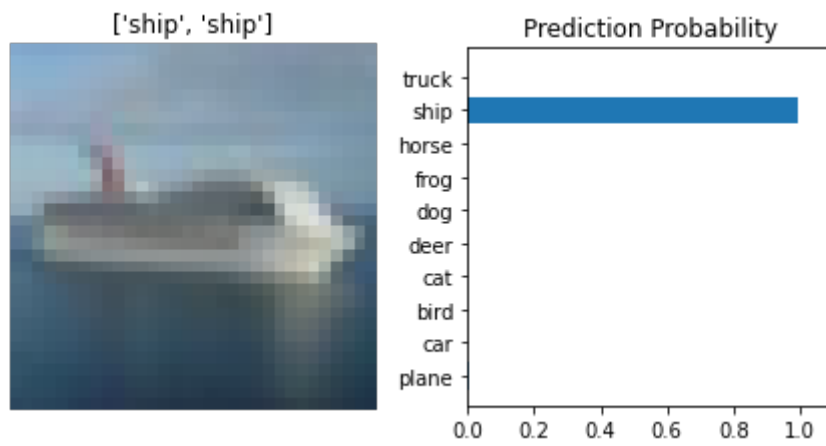 ['ship', 'ship']
Prediction Probability
truck
ship
horse
frog
dog
deer
cat
bird
car
plane
0.0 0.2 0.4 0.6 0.8 1.0